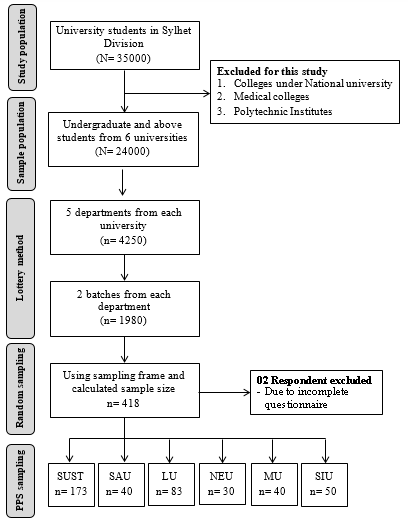 Study population
University students in Sylhet
Division
(N= 35000)
Excluded for this study
1. Colleges under National university
2. Medical colleges
3. Polytechnic Institutes
Sample population
Undergraduate and above
students from 6 universities
(N= 24000)
Lottery method
5 departments from each
university
(n= 4250)
2 batches from each
department
(n= 1980)
Random sampling
Using sampling frame and
calculated sample size
n= 418
02 Respondent excluded
- Due to incomplete
questionnaire
PPS sampling
SUST
n= 173
SAU
n= 40
LU
n= 83
NEU
n= 30
MU
n= 40
SIU
n= 50